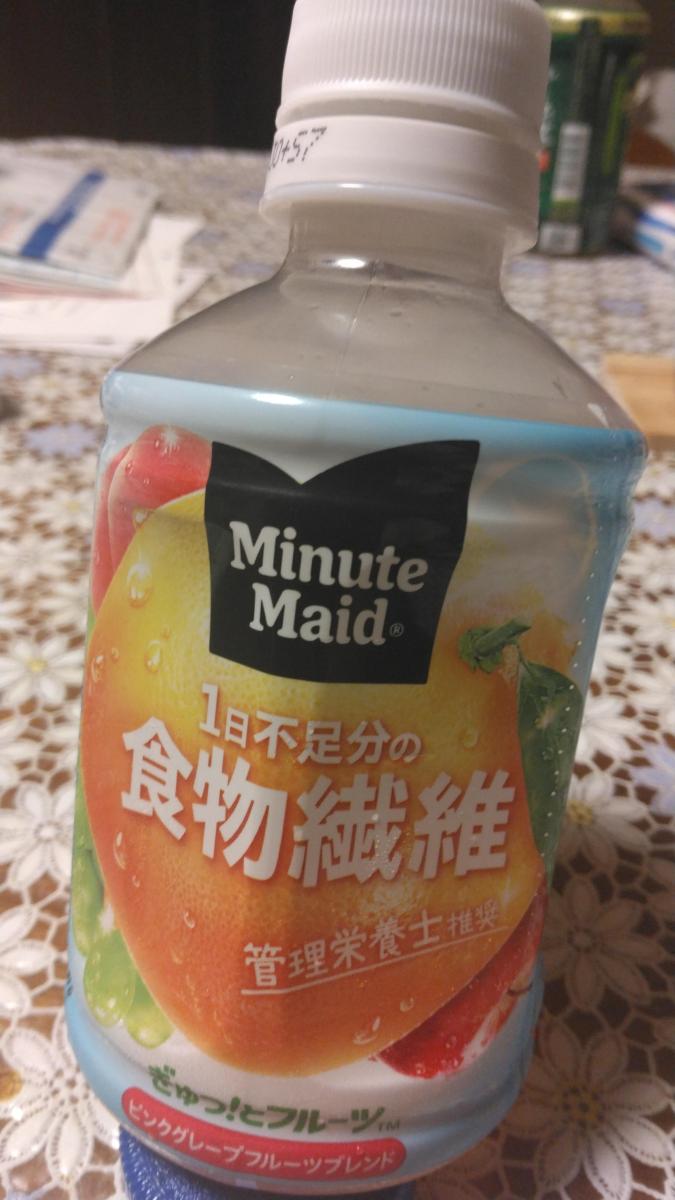 Minute
Maid®
1日不足分の
食物繊維
管理栄養士推奨
ぎゅっ!とフルーツ™
ピンクグレープフルーツブレンド